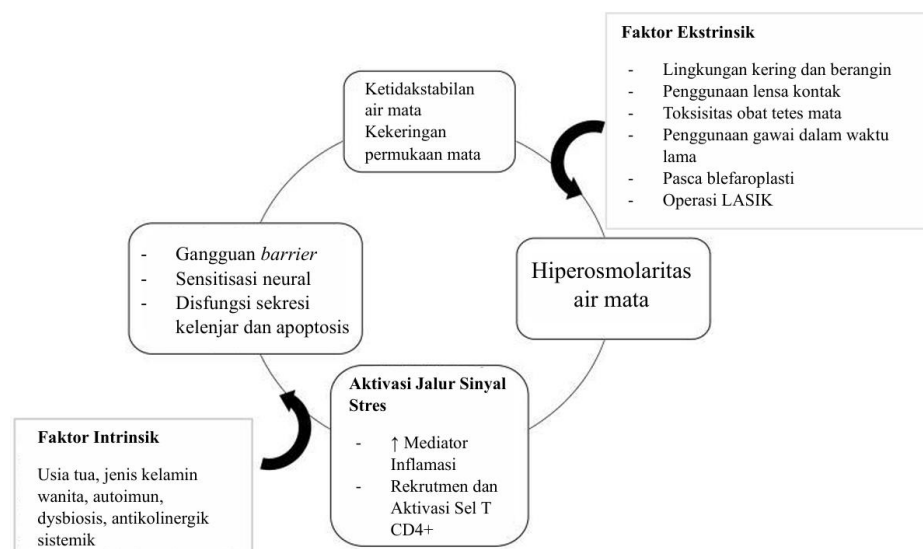 Faktor Ekstrinsik
- Lingkungan kering dan berangin
- Penggunaan lensa kontak
- Toksisitas obat tetes mata
- Penggunaan gawai dalam waktu
lama
- Pasca blefaroplasti
- Operasi LASIK
Ketidakstabilan
air mata
Kekeringan
permukaan mata
- Gangguan barrier
- Sensitisasi neural
- Disfungsi sekresi
kelenjar dan apoptosis
Hiperosmolaritas
air mata
Aktivasi Jalur Sinyal
Stres
- ↑ Mediator
Inflamasi
- Rekrutmen dan
Aktivasi Sel T
CD4+
Faktor Intrinsik
Usia tua, jenis kelamin
wanita, autoimun,
dysbiosis, antikolinergik
sistemik